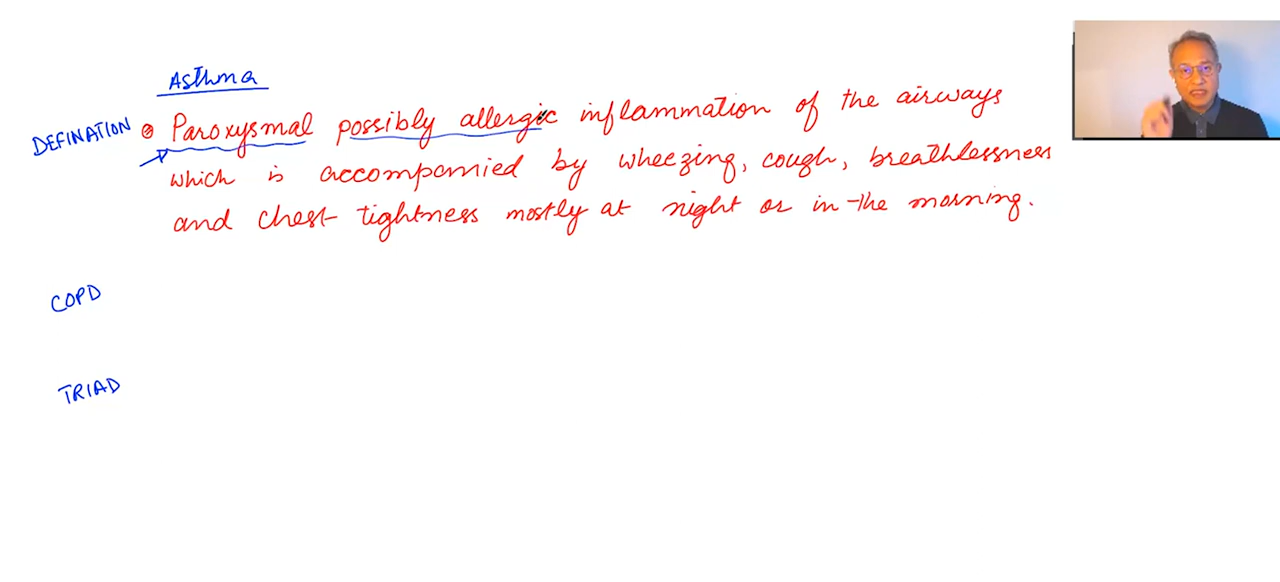 Asthma
DEFINATION Paroxysmal possibly allergic inflammation of the airways
which is accompanied by wheezing, cough, breathlessness
and chest tightness mostly at night or in the morning.
COPD
TRIAD